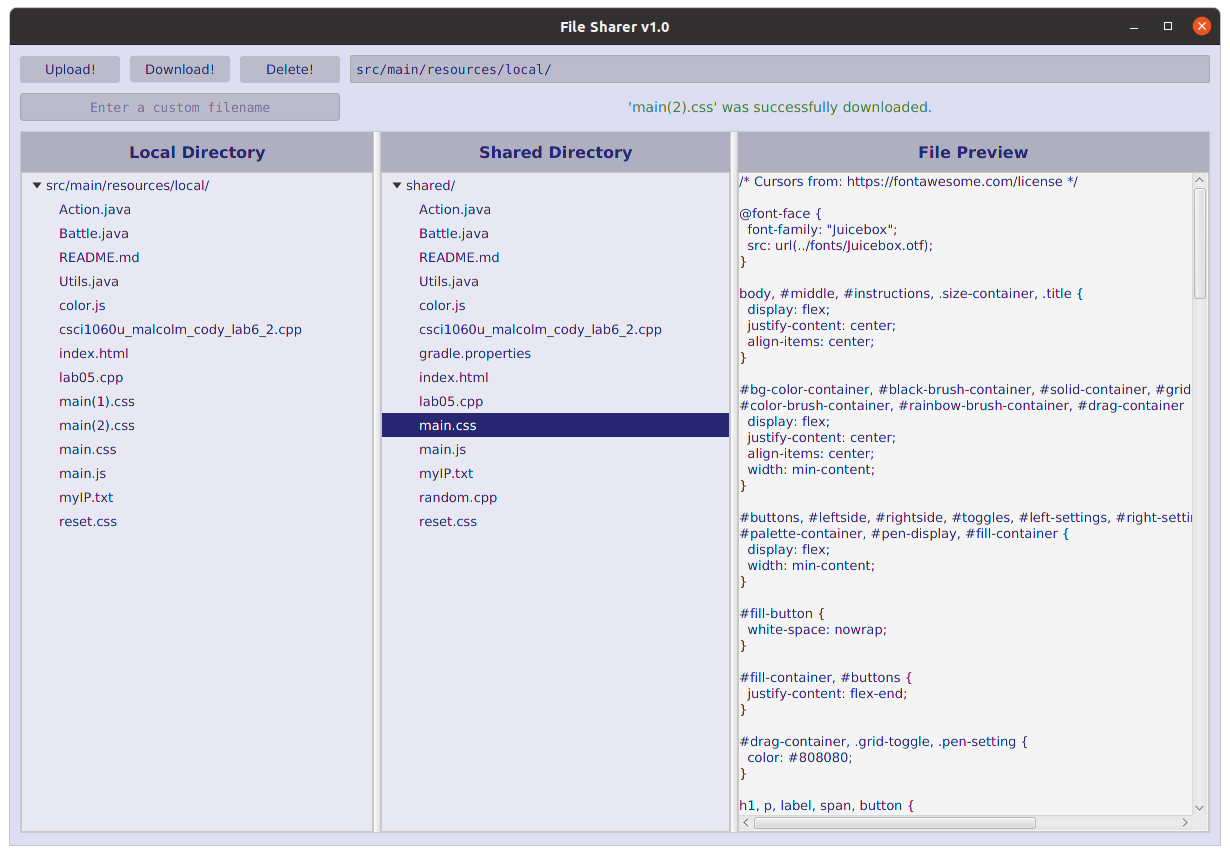 File Sharer v1.0
Upload! Download! Delete! src/main/resources/local/
Enter a custom filename
'main(2).css' was successfully downloaded.
Local Directory
src/main/resources/local/
Action.java
Battle.java
README.md
Utils.java
color.js
csci1060u_malcolm_cody_lab6_2.cpp
index.html
lab05.cpp
main(1).css
main(2).css
main.css
main.js
myIP.txt
reset.css
Shared Directory
shared/
Action.java
Battle.java
README.md
Utils.java
color.js
csci1060u_malcolm_cody_lab6_2.cpp
gradle.properties
index.html
lab05.cpp
main.css
main.js
myIP.txt
random.cpp
reset.css
File Preview
/* Cursors from: https://fontawesome.com/license */
@font-face {
font-family: "Juicebox";
src: url(../fonts/Juicebox.otf);
}
body, #middle, #instructions, .size-container, .title {
display: flex;
justify-content: center;
align-items: center;
}
#bg-color-container, #black-brush-container, #solid-container, #grid
#color-brush-container, #rainbow-brush-container, #drag-container
display: flex;
justify-content: center;
align-items: center;
width: min-content;
}
#buttons, #leftside, #rightside, #toggles, #left-settings, #right-setti
#palette-container, #pen-display, #fill-container {
display: flex;
width: min-content;
}
#fill-button {
white-space: nowrap;
}
#fill-container, #buttons {
justify-content: flex-end;
}
#drag-container, .grid-toggle, .pen-setting {
color: #808080;
}
h1, p, label, span, button {